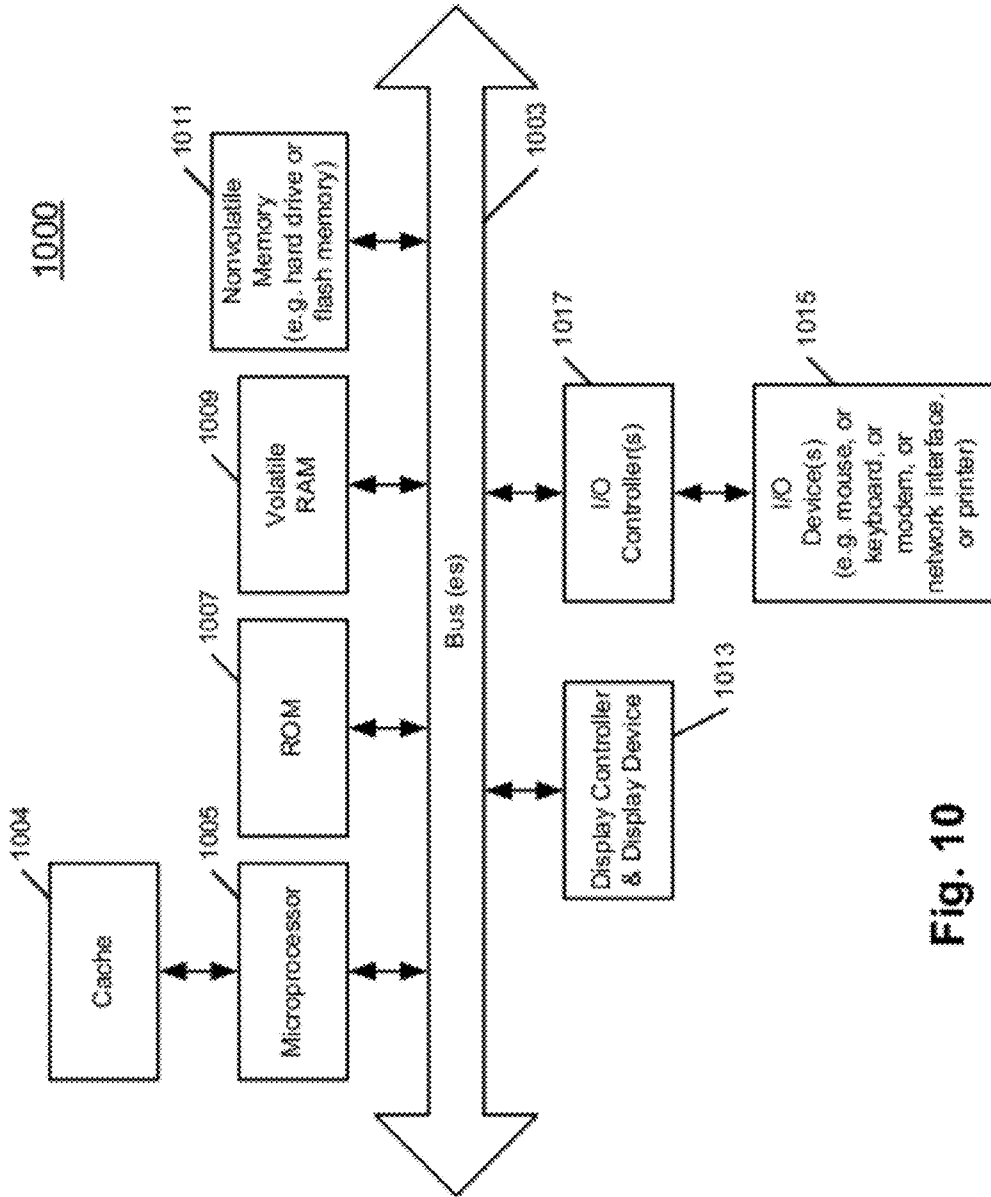 1000
1004
Cache
1005
Microprocessor
1007
ROM
1009
Volatile
RAM
1011
Nonvolatile
Memory
(e.g. hard drive or
flash memory)
Bus (es)
1003
Display Controller
& Display Device
1013
I/O
Controller(s)
1017
I/O
Device(s)
(e.g. mouse, or
keyboard, or
modem, or
network interface,
or printer)
1015
Fig. 10